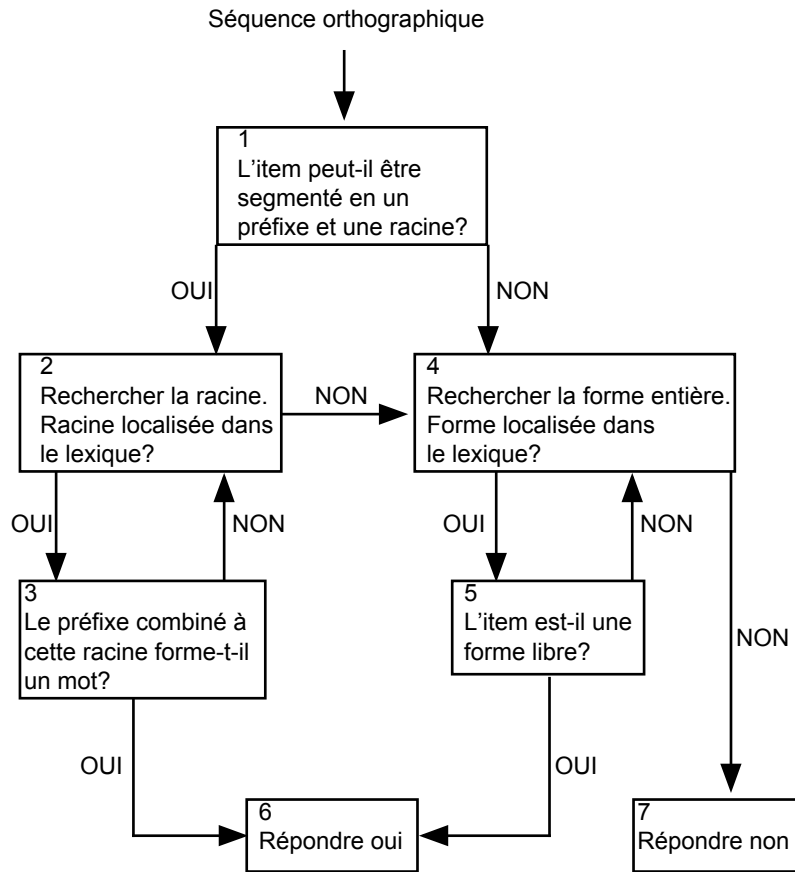 Séquence orthographique
1
L'item peut-il être
segmenté en un
préfixe et une racine?
OUI
NON
2
Rechercher la racine.
Racine localisée dans
le lexique?
NON
4
Rechercher la forme entière.
Forme localisée dans
le lexique?
OUI
NON
OUI
NON
3
Le préfixe combiné à
cette racine forme-t-il
un mot?
5
L'item est-il une
forme libre?
NON
OUI
OUI
6
Répondre oui
7
Répondre non